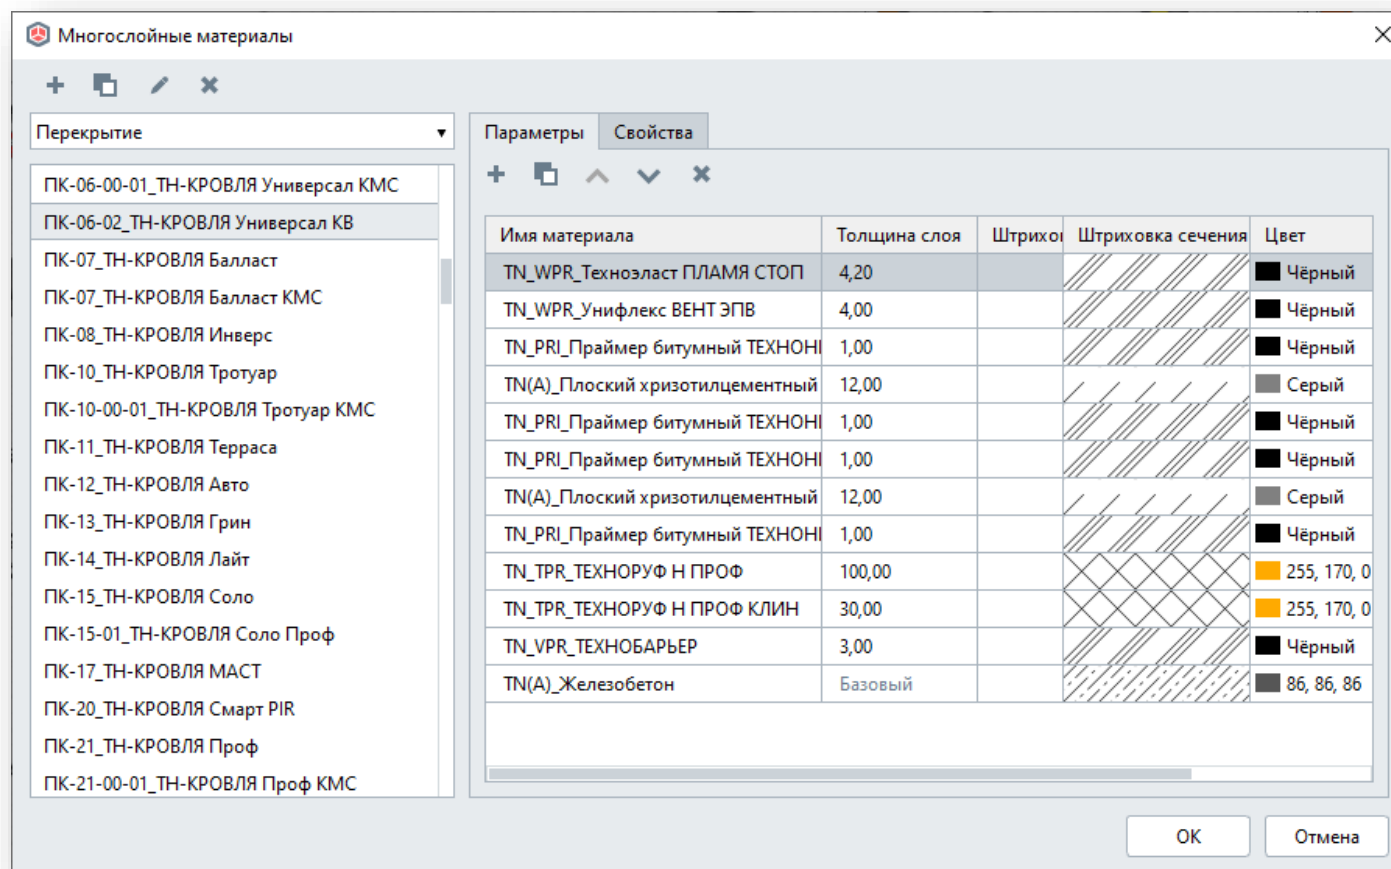 Многослойные материалы
Перекрытие
ПК-06-00-01_ТН-КРОВЛЯ Универсал КМС
ПК-06-02_ТН-КРОВЛЯ Универсал КВ
ПК-07_ТН-КРОВЛЯ Балласт
ПК-07_ТН-КРОВЛЯ Балласт КМС
ПК-08_ТН-КРОВЛЯ Инверс
ПК-10_ТН-КРОВЛЯ Тротуар
ПК-10-00-01_ТН-КРОВЛЯ Тротуар КМС
ПК-11_ТН-КРОВЛЯ Терраса
ПК-12_ТН-КРОВЛЯ Авто
ПК-13_ТН-КРОВЛЯ Грин
ПК-14_ТН-КРОВЛЯ Лайт
ПК-15_ТН-КРОВЛЯ Соло
ПК-15-01_ТН-КРОВЛЯ Соло Проф
ПК-17_ТН-КРОВЛЯ МАСТ
ПК-20_ТН-КРОВЛЯ Смарт PIR
ПК-21_ТН-КРОВЛЯ Проф
ПК-21-00-01_ТН-КРОВЛЯ Проф КМС
Параметры Свойства
Имя материала Толщина слоя Штрихо Штриховка сечения Цвет
TN_WPR_Техноэласт ПЛАМЯ СТОП 4,20 Чёрный
TN_WPR_Унифлекс ВЕНТ ЭПВ 4,00 Чёрный
TN_PRI_Праймер битумный ТЕХНОН 1,00 Чёрный
TN(A)_Плоский хризотилцементный 12,00 Серый
TN_PRI_Праймер битумный ТЕХНОН 1,00 Чёрный
TN_PRI_Праймер битумный ТЕХНОН 1,00 Чёрный
TN(A)_Плоский хризотилцементный 12,00 Серый
TN_PRI_Праймер битумный ТЕХНОН 1,00 Чёрный
TN_TPR_ТЕХНОРУФ Н ПРОФ 100,00 255, 170, 0
TN_TPR_ТЕХНОРУФ Н ПРОФ КЛИН 30,00 255, 170, 0
TN_VPR_ТЕХНОБАРЬЕР 3,00 Чёрный
TN(A)_Железобетон Базовый 86, 86, 86
ОК Отмена